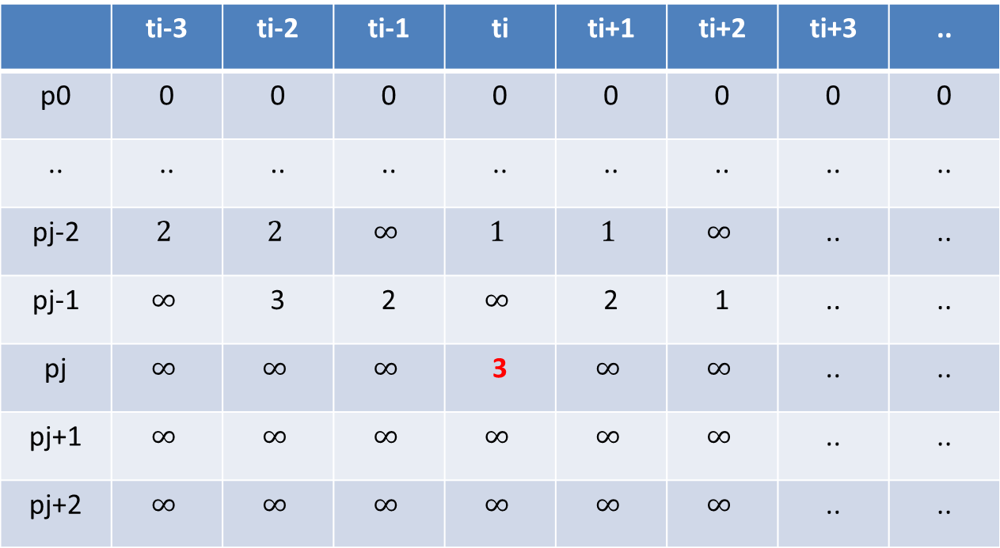 ti-3 ti-2 ti-1 ti ti+1 ti+2 ti+3 ..
p0 0 0 0 0 0 0 0 0
.. .. .. .. .. .. .. .. ..
pj-2 2 2 ∞ 1 1 ∞ .. ..
pj-1 ∞ 3 2 ∞ 2 1 .. ..
pj ∞ ∞ ∞ 3 ∞ ∞ .. ..
pj+1 ∞ ∞ ∞ ∞ ∞ ∞ .. ..
pj+2 ∞ ∞ ∞ ∞ ∞ ∞ .. ..